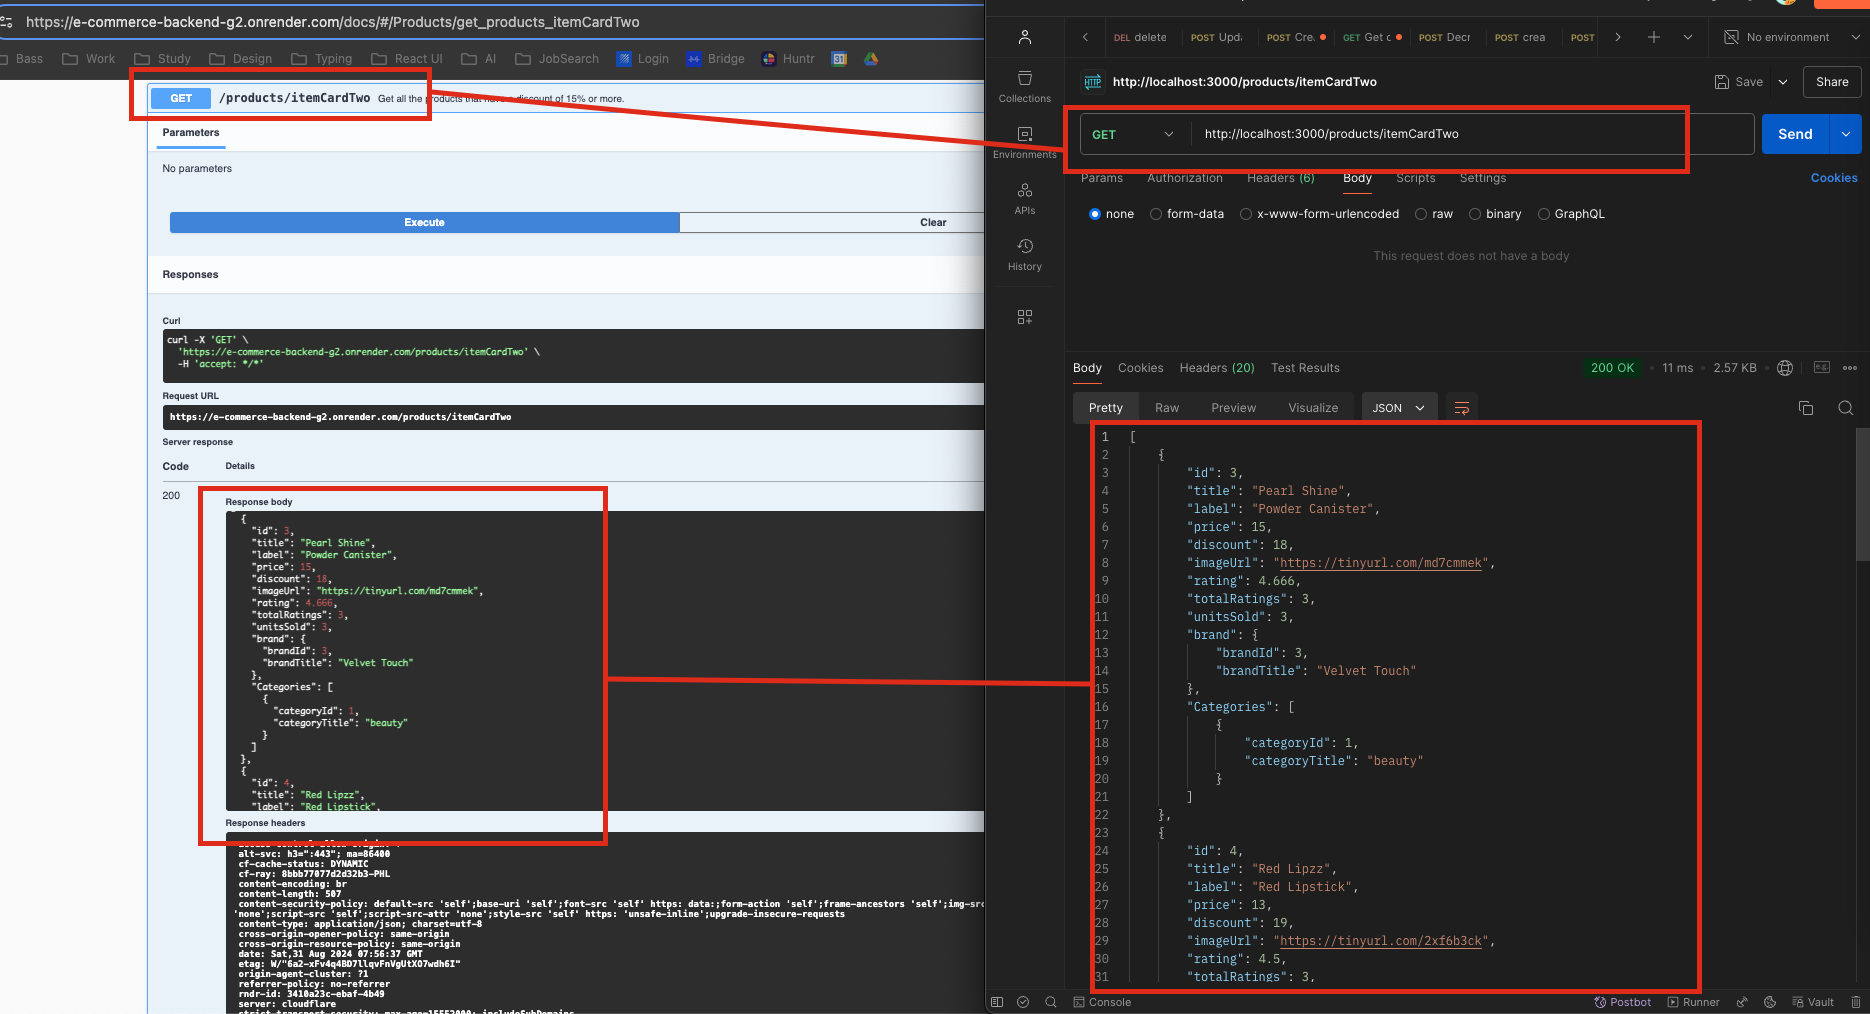 https://e-commerce-backend-g2.onrender.com/docs/#/Products/get_products_itemCardTwo
Bass Work Study Design Typing React UI AI JobSearch Login Bridge Huntr
GET /products/itemCardTwo Get all the products that have a discount of 15% or more.
Parameters
No parameters
Execute Clear
Responses
Curl
curl -X 'GET' \
'https://e-commerce-backend-g2.onrender.com/products/itemCardTwo' \
-H 'accept: */*'
Request URL
https://e-commerce-backend-g2.onrender.com/products/itemCardTwo
Server response
Code Details
200
Response body
{
"id": 3,
"title": "Pearl Shine",
"label": "Powder Canister",
"price": 15,
"discount": 18,
"imageUrl": "https://tinyurl.com/md7cmmek",
"rating": 4.666,
"totalRatings": 3,
"unitsSold": 3,
"brand": {
"brandId": 3,
"brandTitle": "Velvet Touch"
},
"Categories": [
{
"categoryId": 1,
"categoryTitle": "beauty"
}
]
},
{
"id": 4,
"title": "Red Lipzz",
"label": "Red Lipstick",
Response headers
alt-svc: h3=":443"; ma=86400
cf-cache-status: DYNAMIC
cf-ray: 8bbb77077d2d32b3-PHL
content-encoding: br
content-length: 507
content-security-policy: default-src 'self';base-uri 'self';font-src 'self' https: data:;form-action 'self';frame-ancestors 'self';img-src
'none';script-src 'self';script-src-attr 'none';style-src 'self' https: 'unsafe-inline';upgrade-insecure-requests
content-type: application/json; charset=utf-8
cross-origin-opener-policy: same-origin
cross-origin-resource-policy: same-origin
date: Sat,31 Aug 2024 07:56:37 GMT
etag: W/"6a2-xFv4q4BD7llqvFnVgUtXO7wdh6I"
origin-agent-cluster: ?1
referrer-policy: no-referrer
rndr-id: 3410a23c-ebaf-4b49
server: cloudflare
strict-transport-security: max-age=15552000; includeSubDomains
DEL delete POST Upda POST Cre. GET Get c POST Decr POST crea POST No environment
HTTP http://localhost:3000/products/itemCardTwo Save Share
Collections
Environments
APIs
History
GET http://localhost:3000/products/itemCardTwo Send
Params Authorization Headers (6) Body Scripts Settings Cookies
none form-data x-www-form-urlencoded raw binary GraphQL
This request does not have a body
Body Cookies Headers (20) Test Results 200 OK 11 ms 2.57 KB
Pretty Raw Preview Visualize JSON
1 [
2 {
3 "id": 3,
4 "title": "Pearl Shine",
5 "label": "Powder Canister",
6 "price": 15,
7 "discount": 18,
8 "imageUrl": "https://tinyurl.com/md7cmmek",
9 "rating": 4.666,
10 "totalRatings": 3,
11 "unitsSold": 3,
12 "brand": {
13 "brandId": 3,
14 "brandTitle": "Velvet Touch"
15 },
16 "Categories": [
17 {
18 "categoryId": 1,
19 "categoryTitle": "beauty"
20 }
21 ]
22 },
23 {
24 "id": 4,
25 "title": "Red Lipzz",
26 "label": "Red Lipstick",
27 "price": 13,
28 "discount": 19,
29 "imageUrl": "https://tinyurl.com/2xf6b3ck",
30 "rating": 4.5,
31 "totalRatings": 3,
Console Postbot Runner Vault